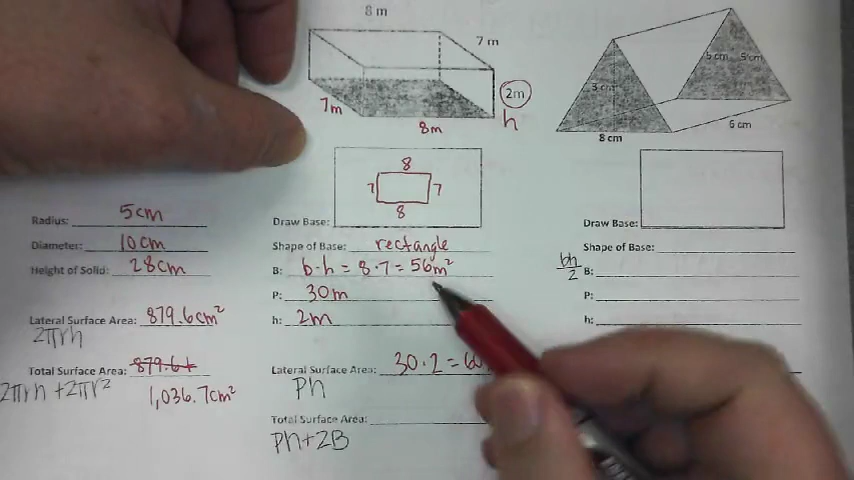 8 m
7 m
2m
h
7m
8m
3 cm
5 cm
5 cm
8 cm
6 cm
8
7
7
8
Radius: 5cm
Diameter: 10cm
Height of Solid: 28cm
Lateral Surface Area: 879.6cm²
2πrh
Total Surface Area: 879.6+
2πrh +2πr²
1,036.7cm²
Draw Base:
Shape of Base: rectangle
B: b·h = 8·7= 56m²
P: 30m
h: 2m
Lateral Surface Area: 30·2=60
Ph
Total Surface Area:
Ph+2B
Draw Base:
Shape of Base:
bh
2
B:
P:
h: